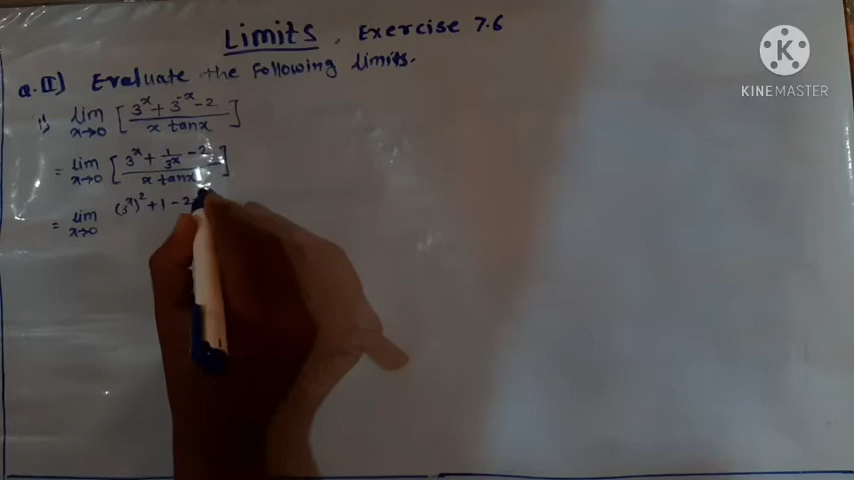 Limits, Exercise 7.6
Q.II) Evaluate the Following limits.
i) lim x→0 [ (3^x + 3^-x - 2) / (x tanx) ]
= lim x→0 [ (3^x + 1/3^x - 2) / (x tanx) ]
= lim x→0 (3^x)^2 + 1 - 2
K
KINEMASTER